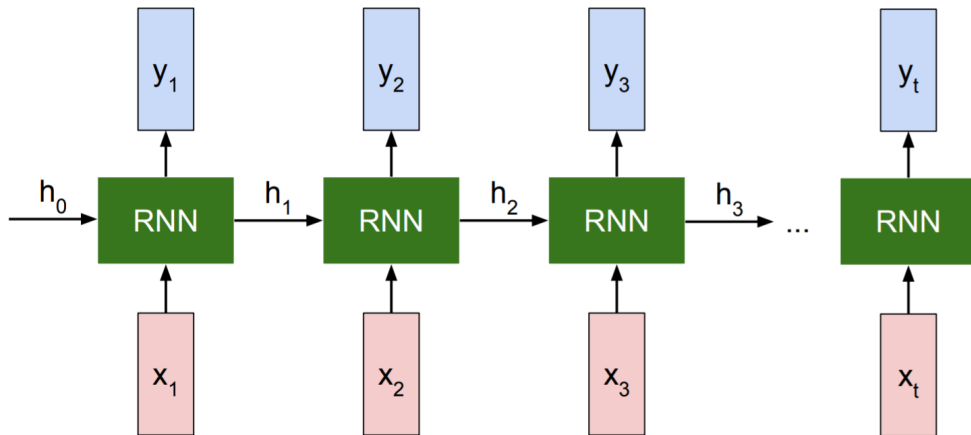 y₁ y₂ y₃ yₜ
h₀ h₁ h₂ h₃
RNN RNN RNN ... RNN
x₁ x₂ x₃ xₜ